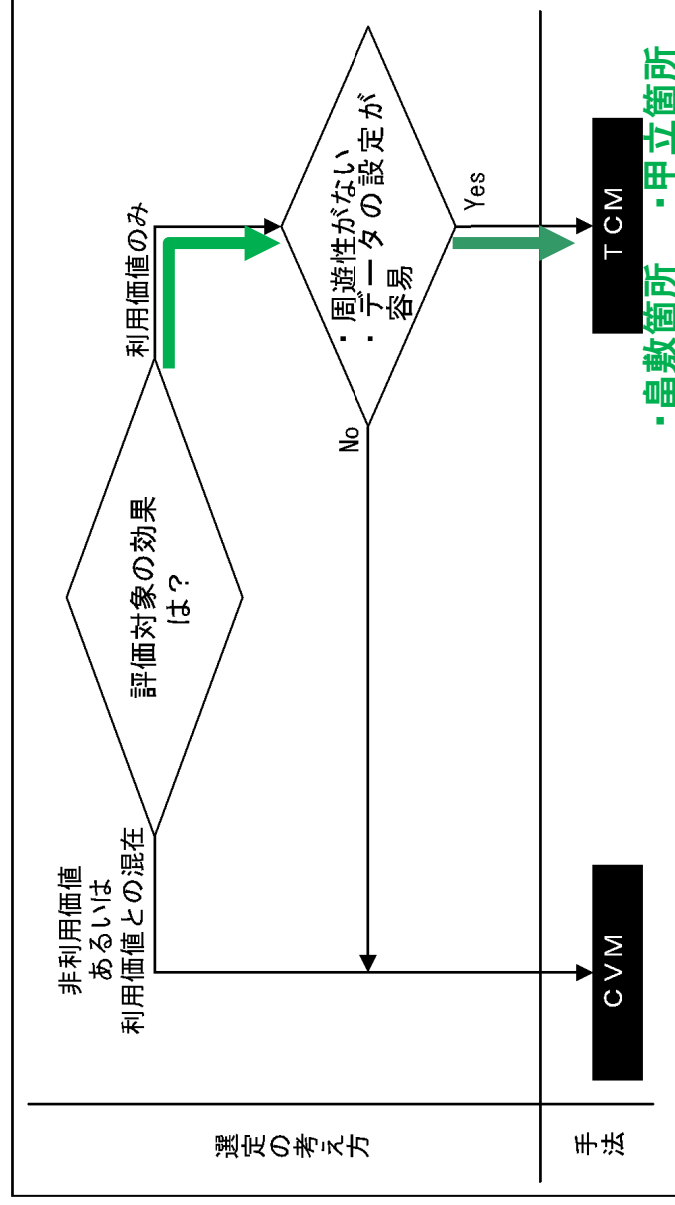 選定の考え方
評価対象の効果
は？
非利用価値
あるいは
利用価値との混在
利用価値のみ
・周遊性がない
・データの設定が
容易
No
Yes
手法
CVM
TCM
・畠敷箇所 ・甲立箇所